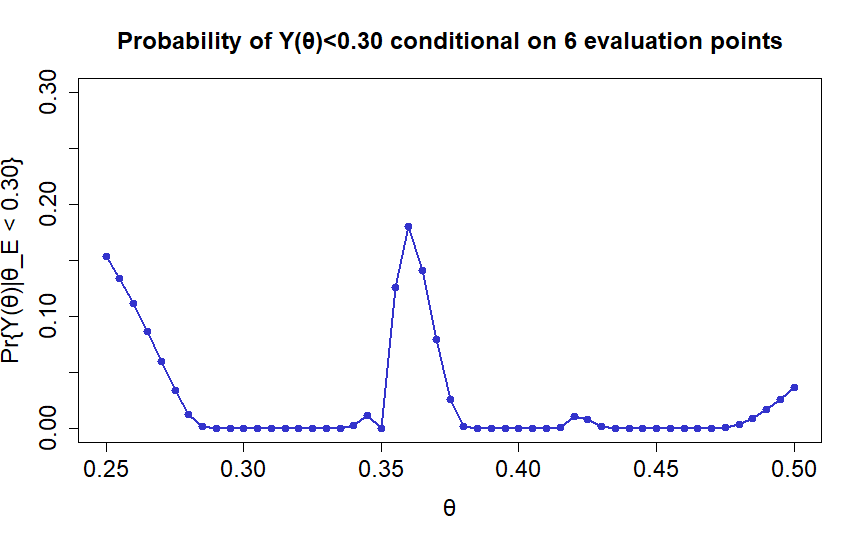 Probability of Y(θ)<0.30 conditional on 6 evaluation points
Pr{Y(θ)|θ_E < 0.30}
0.30
0.20
0.10
0.00
0.25 0.30 0.35 0.40 0.45 0.50
θ